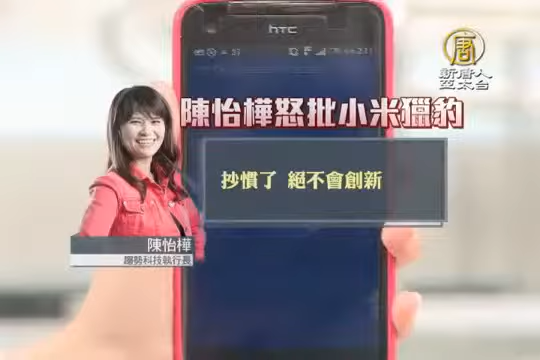 hTC
唐
新唐人
亞太台
陳怡樺怒批小米獵豹
抄慣了 絕不會創新
陳怡樺
趨勢科技執行長